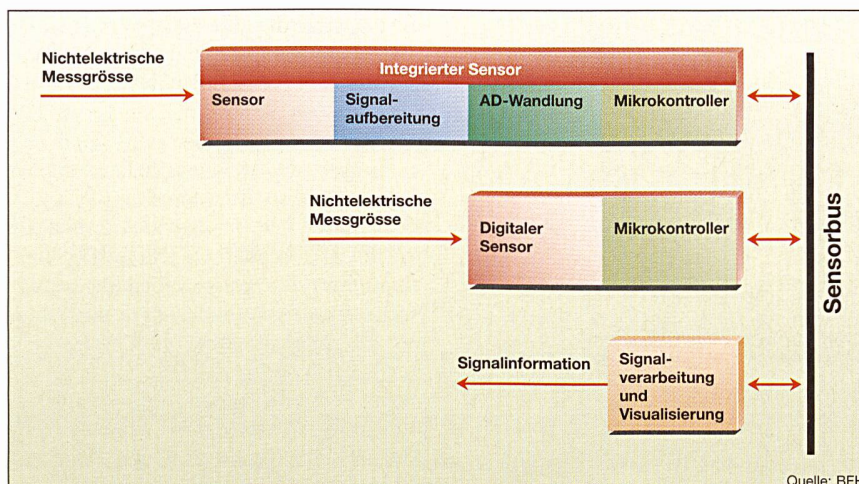 Nichtelektrische
Messgrösse
Integrierter Sensor
Sensor
Signal-
aufbereitung
AD-Wandlung
Mikrokontroller
Nichtelektrische
Messgrösse
Digitaler
Sensor
Mikrokontroller
Sensorbus
Signalinformation
Signal-
verarbeitung
und
Visualisierung
Quelle: BFH